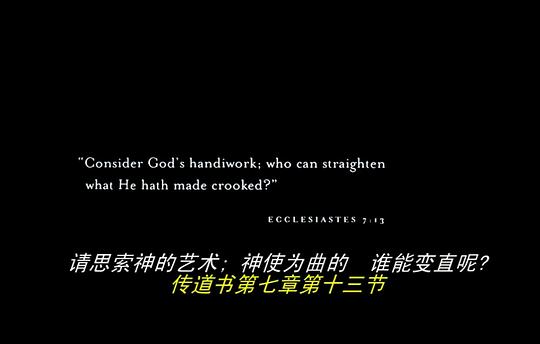 “Consider God's handiwork; who can straighten
what He hath made crooked?”
ECCLESIASTES 7:13
请思索神的艺术；神使为曲的　谁能变直呢?
传道书第七章第十三节